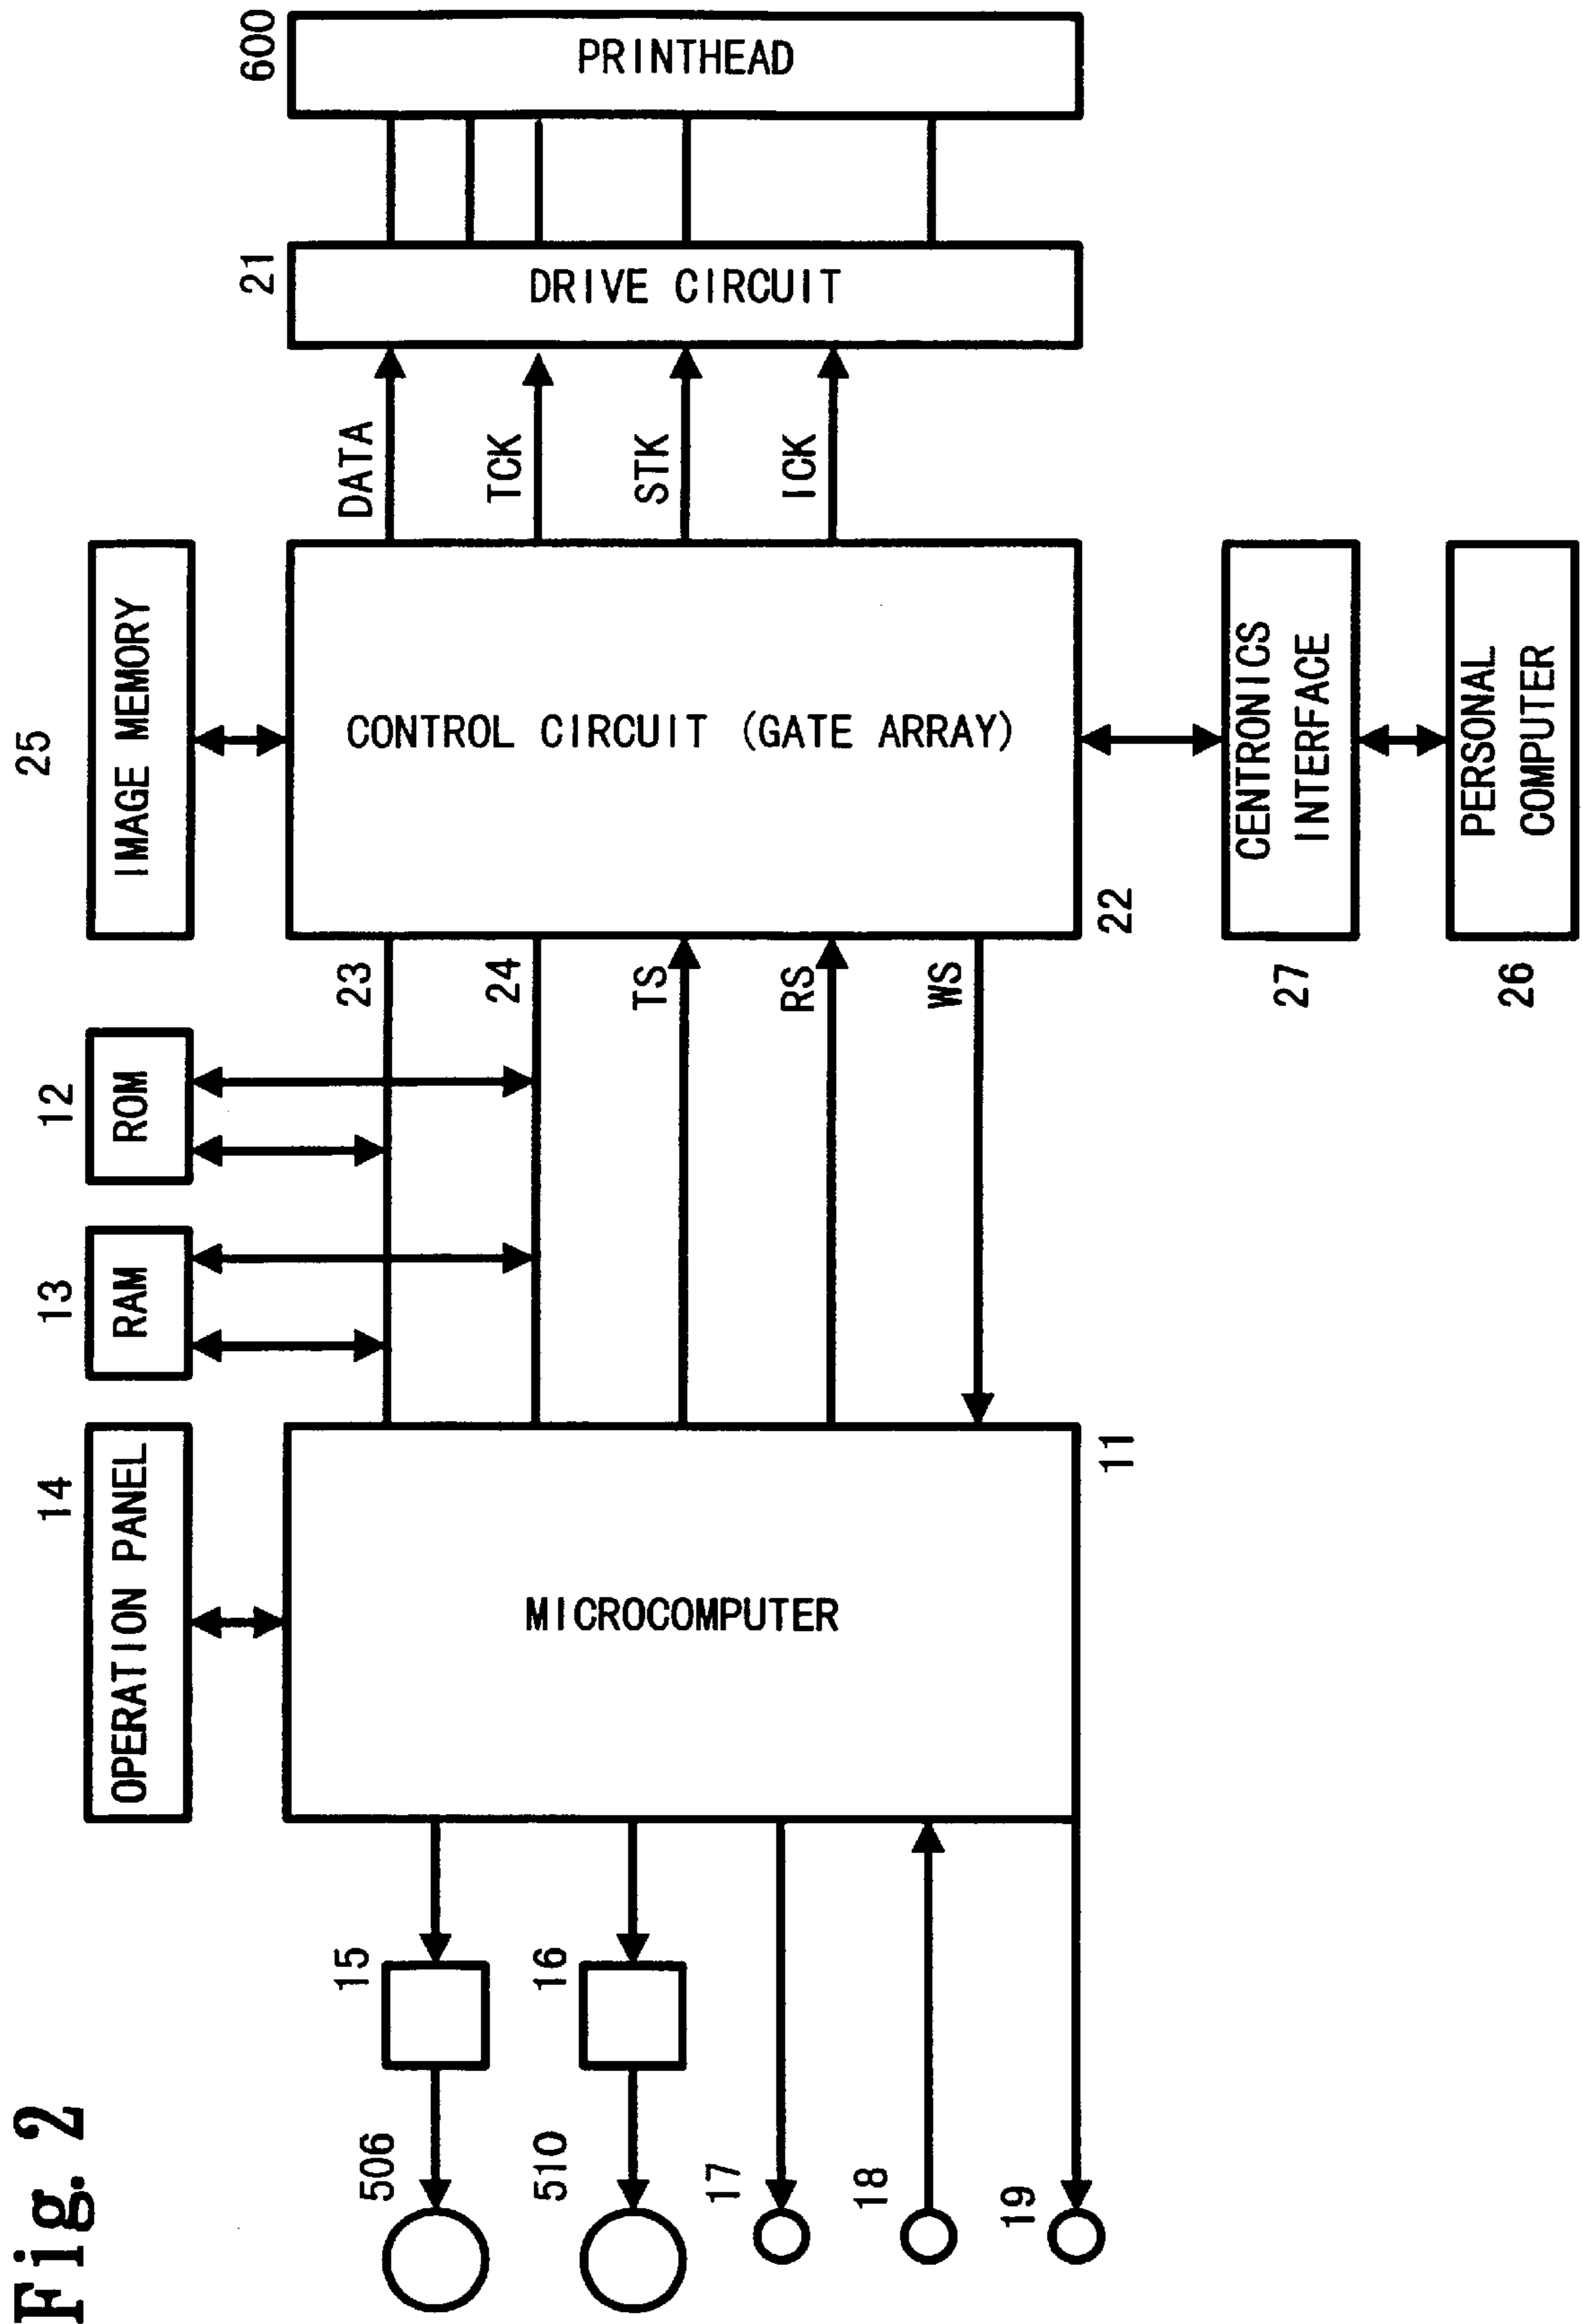 Fig. 2
14
OPERATION PANEL
13
RAM
12
ROM
25
IMAGE MEMORY
506
15
510
16
17
18
19
MICROCOMPUTER
11
23
24
TS
RS
WS
CONTROL CIRCUIT (GATE ARRAY)
22
DATA
TCK
STK
ICK
21
DRIVE CIRCUIT
600
PRINTHEAD
27
CENTRONICS
INTERFACE
26
PERSONAL
COMPUTER